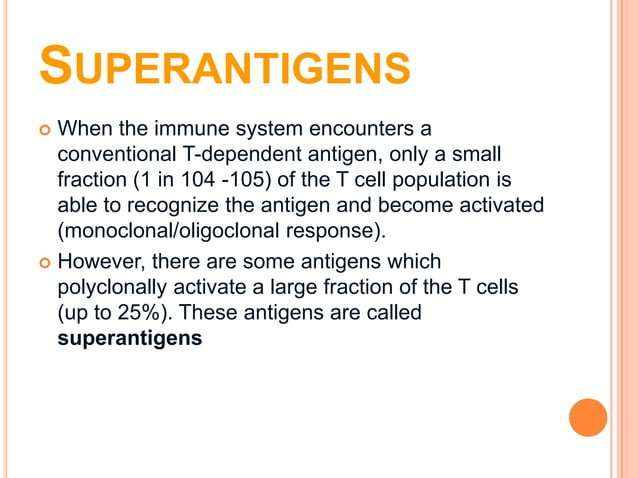 SUPERANTIGENS
When the immune system encounters a
conventional T-dependent antigen, only a small
fraction (1 in 104 -105) of the T cell population is
able to recognize the antigen and become activated
(monoclonal/oligoclonal response).
However, there are some antigens which
polyclonally activate a large fraction of the T cells
(up to 25%). These antigens are called
superantigens